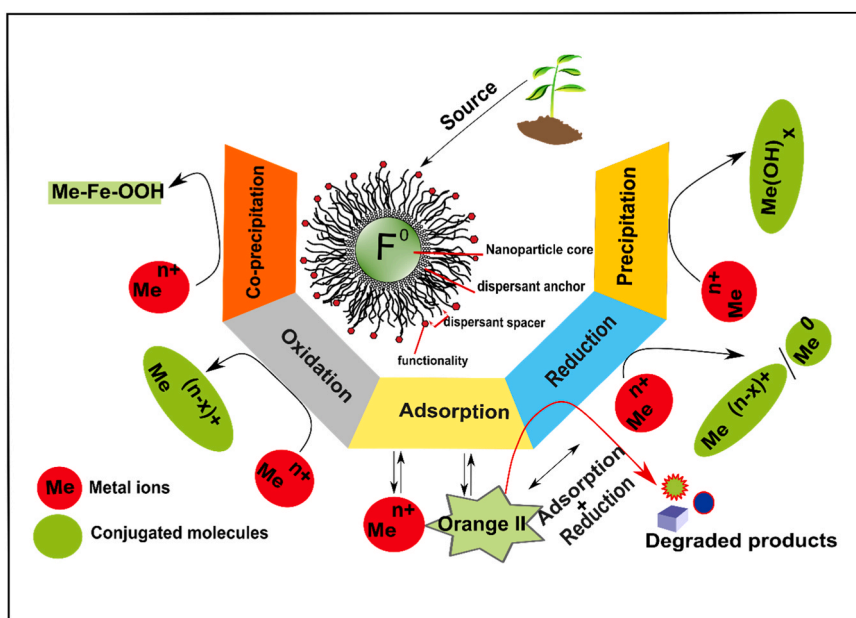 Source
Me-Fe-OOH
Co-precipitation
F0
Nanoparticle core
dispersant anchor
dispersant spacer
functionality
Precipitation
Me(OH)x
Men+
Men+
Oxidation
Adsorption
Reduction
Me(n-x)+
Men+
Men+
Me(n-x)+
/
Me0
Me Metal ions
Conjugated molecules
Men+
Orange II
Adsorption
+
Reduction
Degraded products